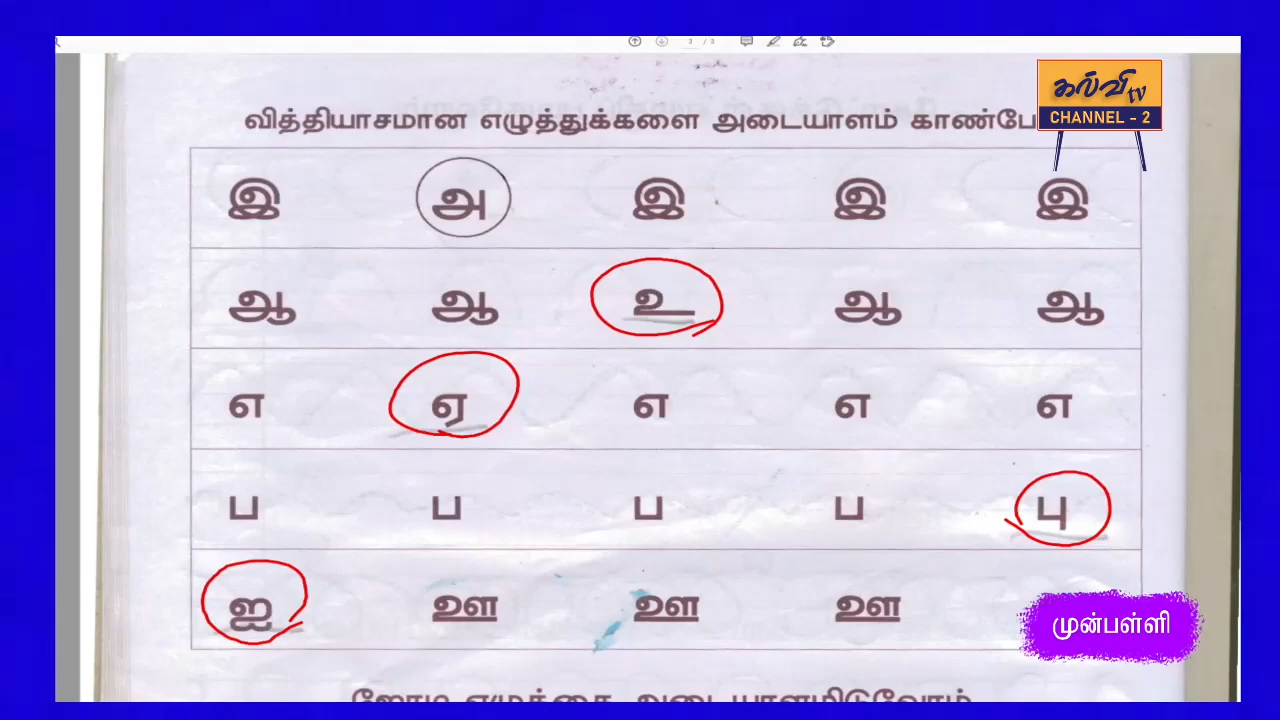 கல்வி tv
CHANNEL - 2
வித்தியாசமான எழுத்துக்களை அடையாளம்
இ அ இ இ இ
ஆ ஆ உ ஆ ஆ
எ ஏ எ எ எ
ப ப ப ப பு
ஐ ஊ ஊ ஊ
முன்பள்ளி